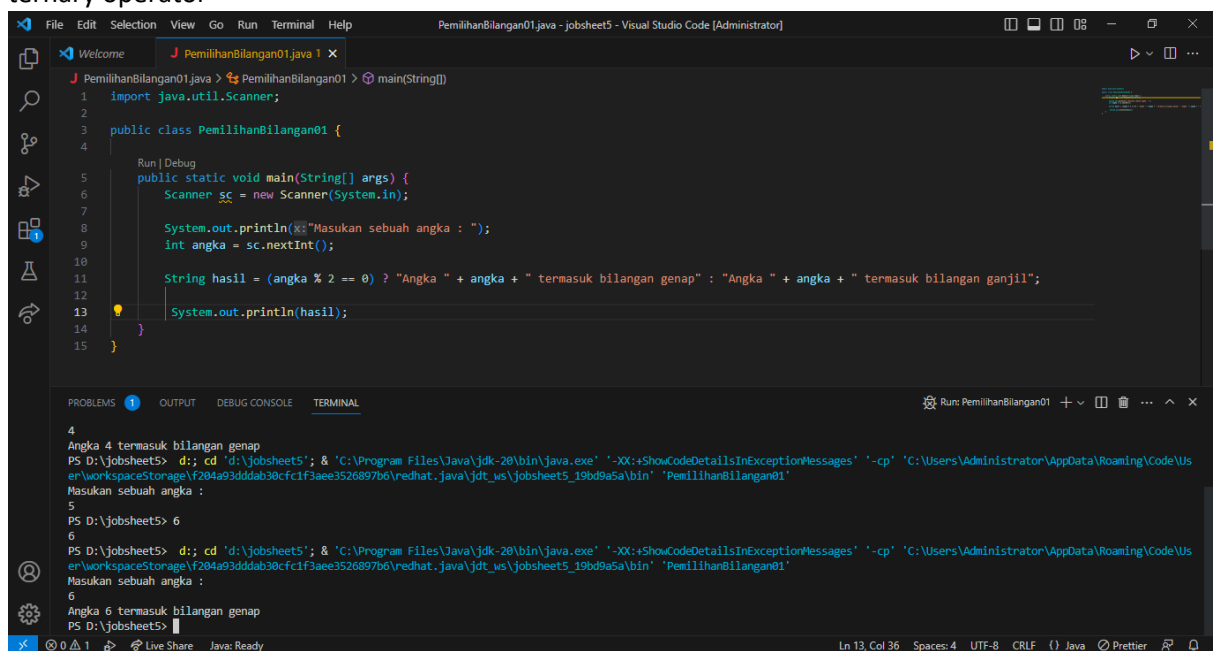 ternary operator
File Edit Selection View Go Run Terminal Help
PemilihanBilangan01.java - jobsheet5 - Visual Studio Code [Administrator]
Welcome
J PemilihanBilangan01.java 1
J PemilihanBilangan01.java > PemilihanBilangan01 > main(String[])
1 import java.util.Scanner;
2
3 public class PemilihanBilangan01 {
4
Run | Debug
5 public static void main(String[] args) {
6 Scanner sc = new Scanner(System.in);
7
8 System.out.println(x:"Masukan sebuah angka : ");
9 int angka = sc.nextInt();
10
11 String hasil = (angka % 2 == 0) ? "Angka " + angka + " termasuk bilangan genap" : "Angka " + angka + " termasuk bilangan ganjil";
12
13 System.out.println(hasil);
14 }
15 }
PROBLEMS 1 OUTPUT DEBUG CONSOLE TERMINAL
Run: PemilihanBilangan01
4
Angka 4 termasuk bilangan genap
PS D:\jobsheet5> d:; cd 'd:\jobsheet5'; & 'C:\Program Files\Java\jdk-20\bin\java.exe' '-XX:+ShowCodeDetailsInExceptionMessages' '-cp' 'C:\Users\Administrator\AppData\Roaming\Code\Us
er\workspaceStorage\f204a93dddab30cfc1f3aee3526897b6\redhat.java\jdt_ws\jobsheet5_19bd9a5a\bin' 'PemilihanBilangan01'
Masukan sebuah angka :
5
PS D:\jobsheet5> 6
6
PS D:\jobsheet5> d:; cd 'd:\jobsheet5'; & 'C:\Program Files\Java\jdk-20\bin\java.exe' '-XX:+ShowCodeDetailsInExceptionMessages' '-cp' 'C:\Users\Administrator\AppData\Roaming\Code\Us
er\workspaceStorage\f204a93dddab30cfc1f3aee3526897b6\redhat.java\jdt_ws\jobsheet5_19bd9a5a\bin' 'PemilihanBilangan01'
Masukan sebuah angka :
6
Angka 6 termasuk bilangan genap
PS D:\jobsheet5>
1
0 1 Live Share Java: Ready
Ln 13, Col 36 Spaces: 4 UTF-8 CRLF {} Java Prettier